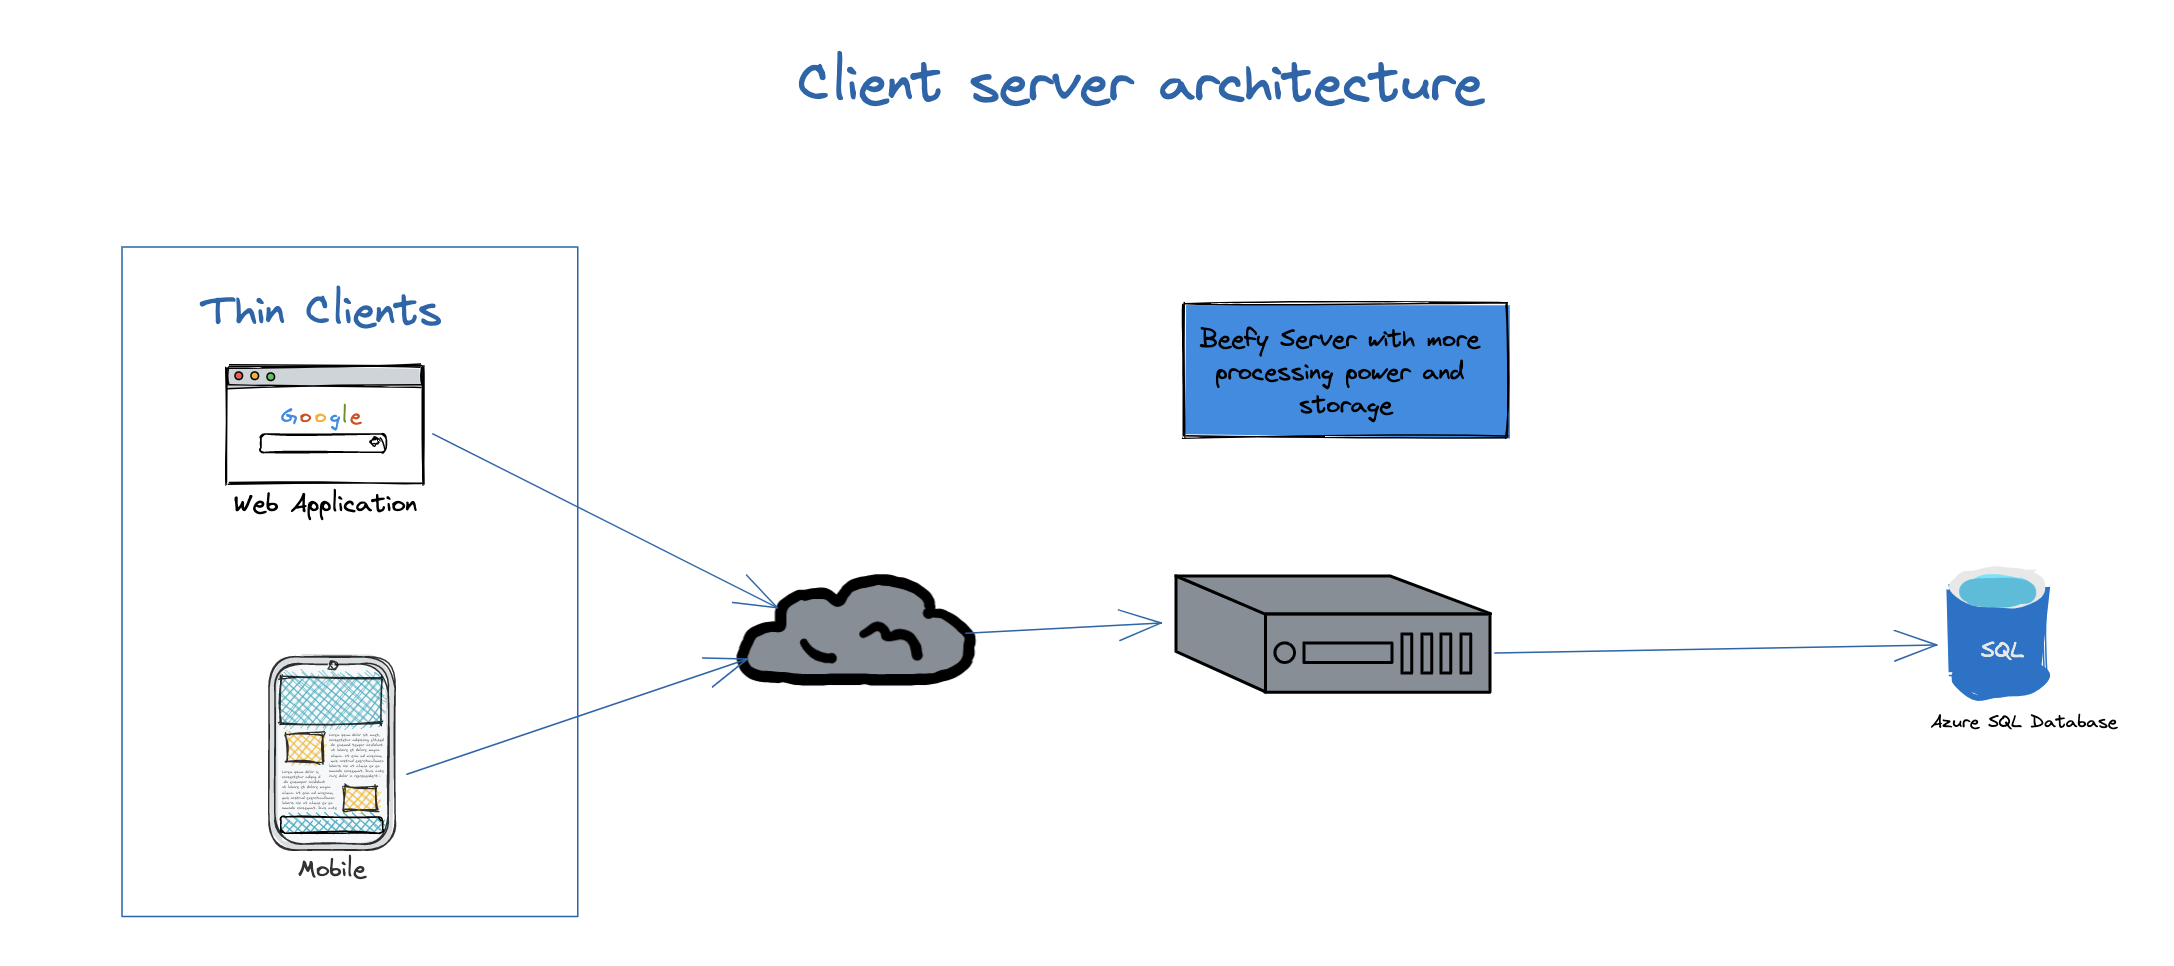 Client server architecture
Thin Clients
Google
Web Application
Beefy Server with more
processing power and
storage
SQL
Azure SQL Database
Mobile